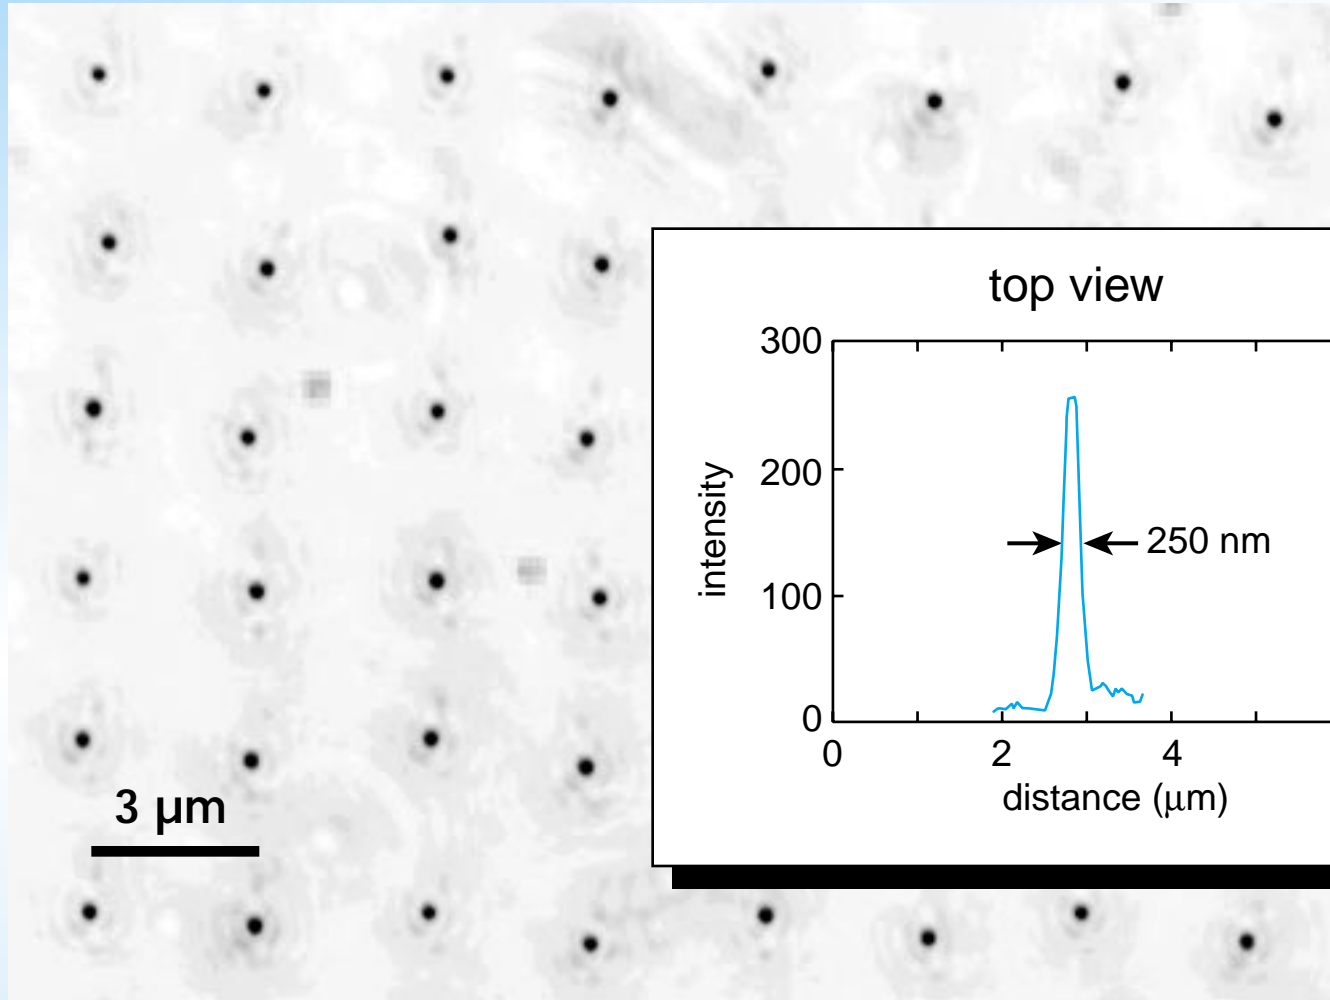 top view
300
200
100
0
intensity
250 nm
0 2 4
distance (μm)
3 μm